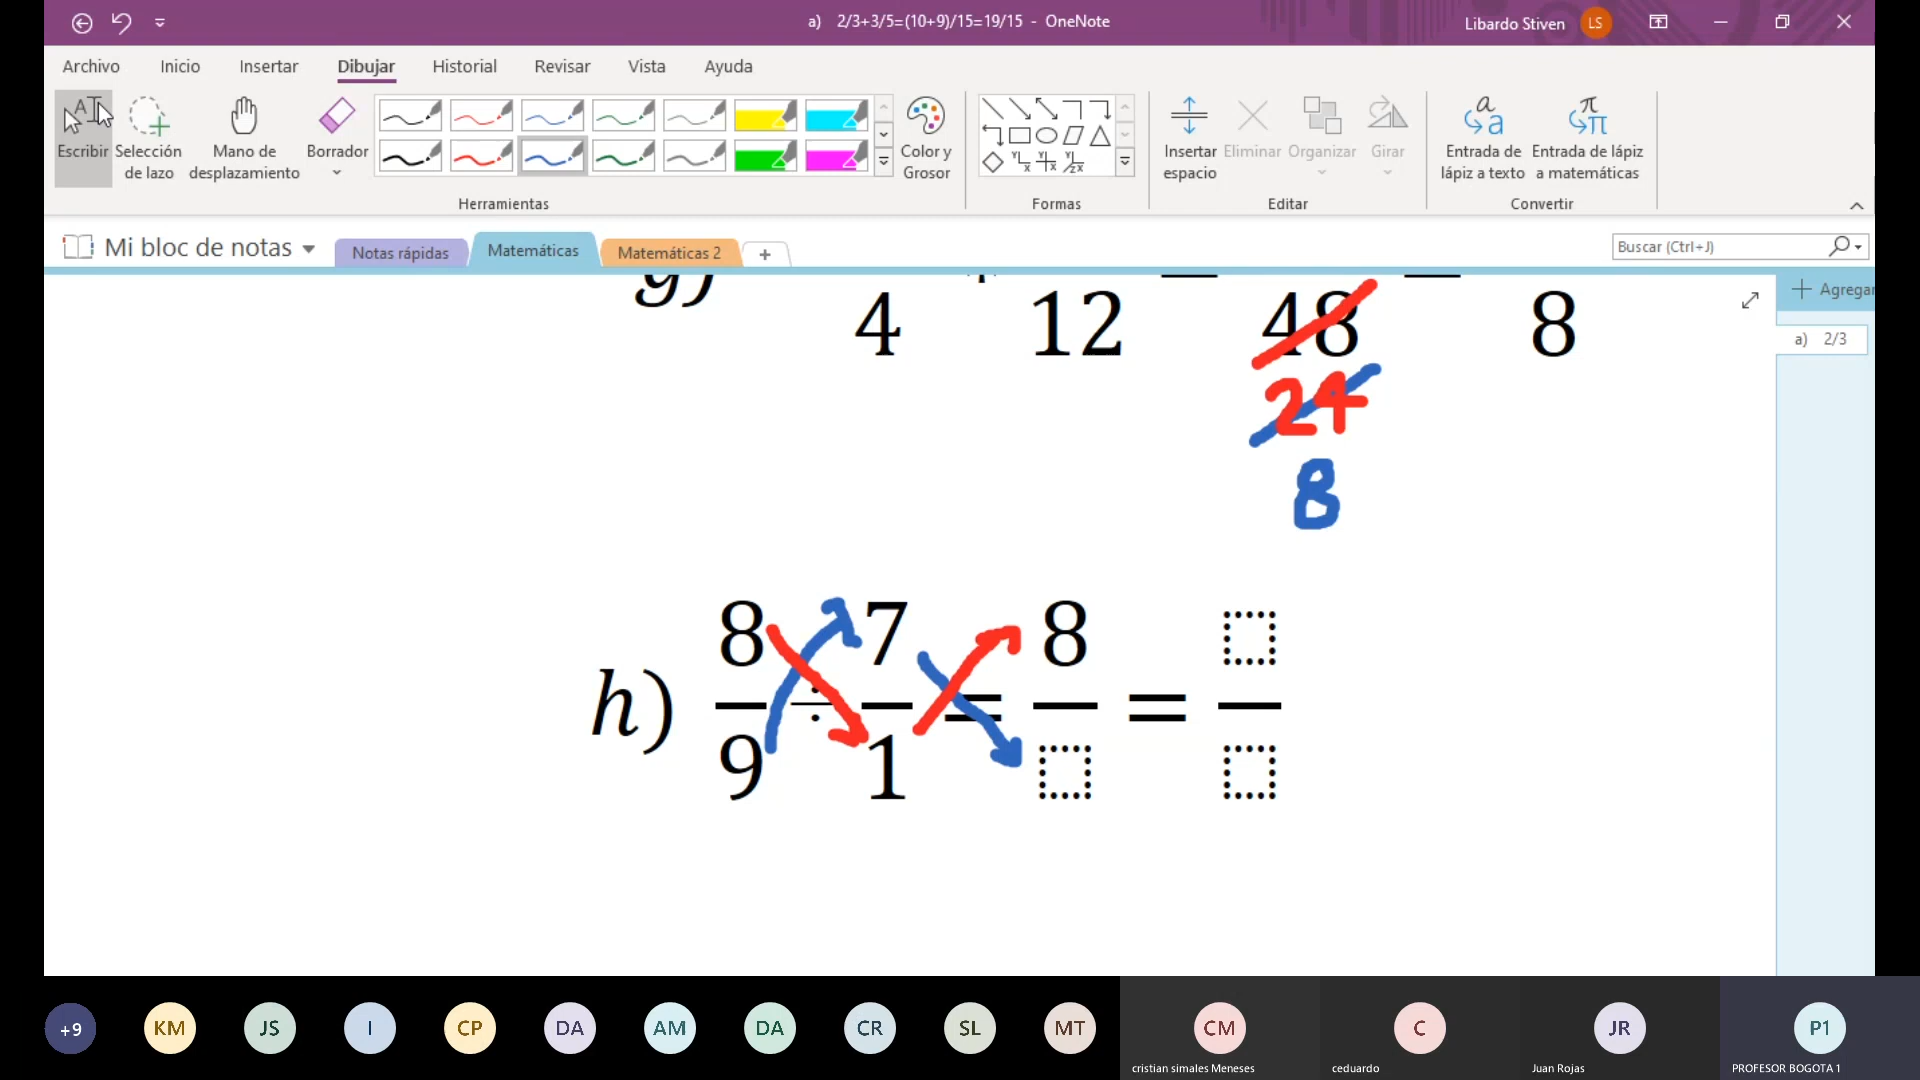 a) 2/3+3/5=(10+9)/15=19/15 - OneNote
Libardo Stiven LS
Archivo Inicio Insertar Dibujar Historial Revisar Vista Ayuda
Escribir
Selección de lazo
Mano de desplazamiento
Borrador
Color y Grosor
Insertar espacio
Eliminar
Organizar
Girar
Entrada de lápiz a texto
Entrada de lápiz a matemáticas
Herramientas Formas Editar Convertir
Mi bloc de notas Notas rápidas Matemáticas Matemáticas 2 +
Buscar (Ctrl+J)
Agregar
a) 2/3
g)
4 12 48 8
24
8
8 7 8
h) ÷ = =
9 1
+9 KM JS I CP DA AM DA CR SL MT CM C JR P1
cristian simales Meneses ceduardo Juan Rojas PROFESOR BOGOTA 1